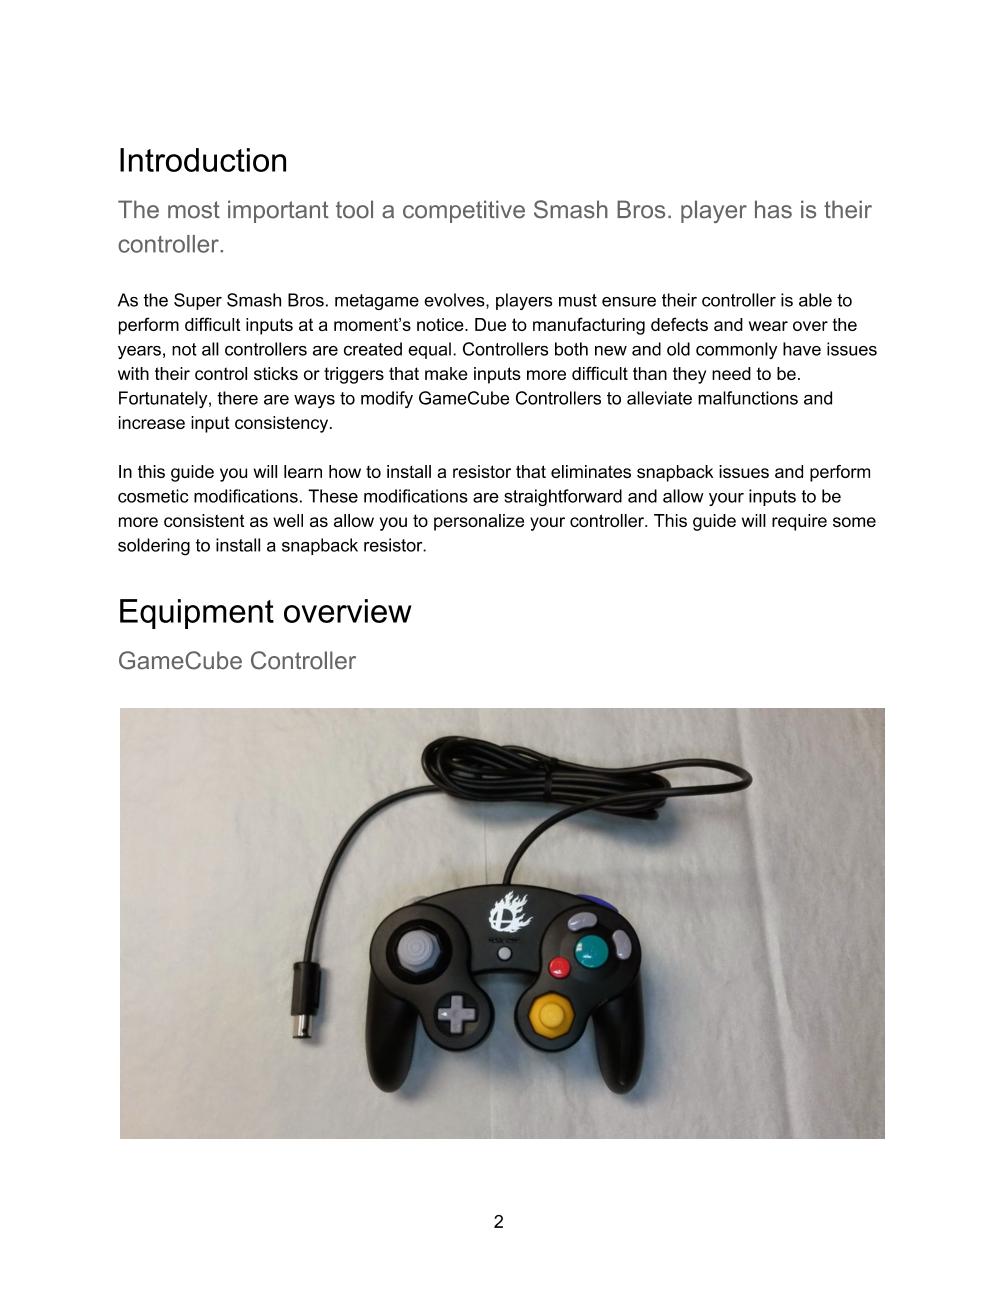 Introduction
The most important tool a competitive Smash Bros. player has is their
controller.
As the Super Smash Bros. metagame evolves, players must ensure their controller is able to
perform difficult inputs at a moment’s notice. Due to manufacturing defects and wear over the
years, not all controllers are created equal. Controllers both new and old commonly have issues
with their control sticks or triggers that make inputs more difficult than they need to be.
Fortunately, there are ways to modify GameCube Controllers to alleviate malfunctions and
increase input consistency.
In this guide you will learn how to install a resistor that eliminates snapback issues and perform
cosmetic modifications. These modifications are straightforward and allow your inputs to be
more consistent as well as allow you to personalize your controller. This guide will require some
soldering to install a snapback resistor.
Equipment overview
GameCube Controller
2